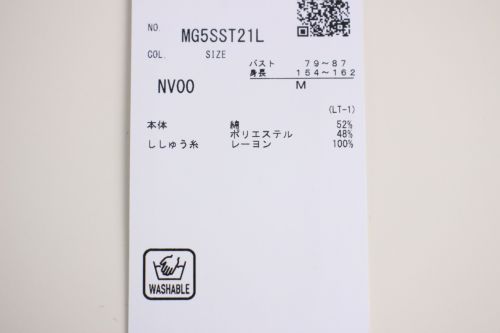 NO. MG5SST21L
COL. SIZE
バスト 79～87
身長 154～162
NV00 M
(LT-1)
本体 綿 52%
ポリエステル 48%
ししゅう糸 レーヨン 100%
WASHABLE